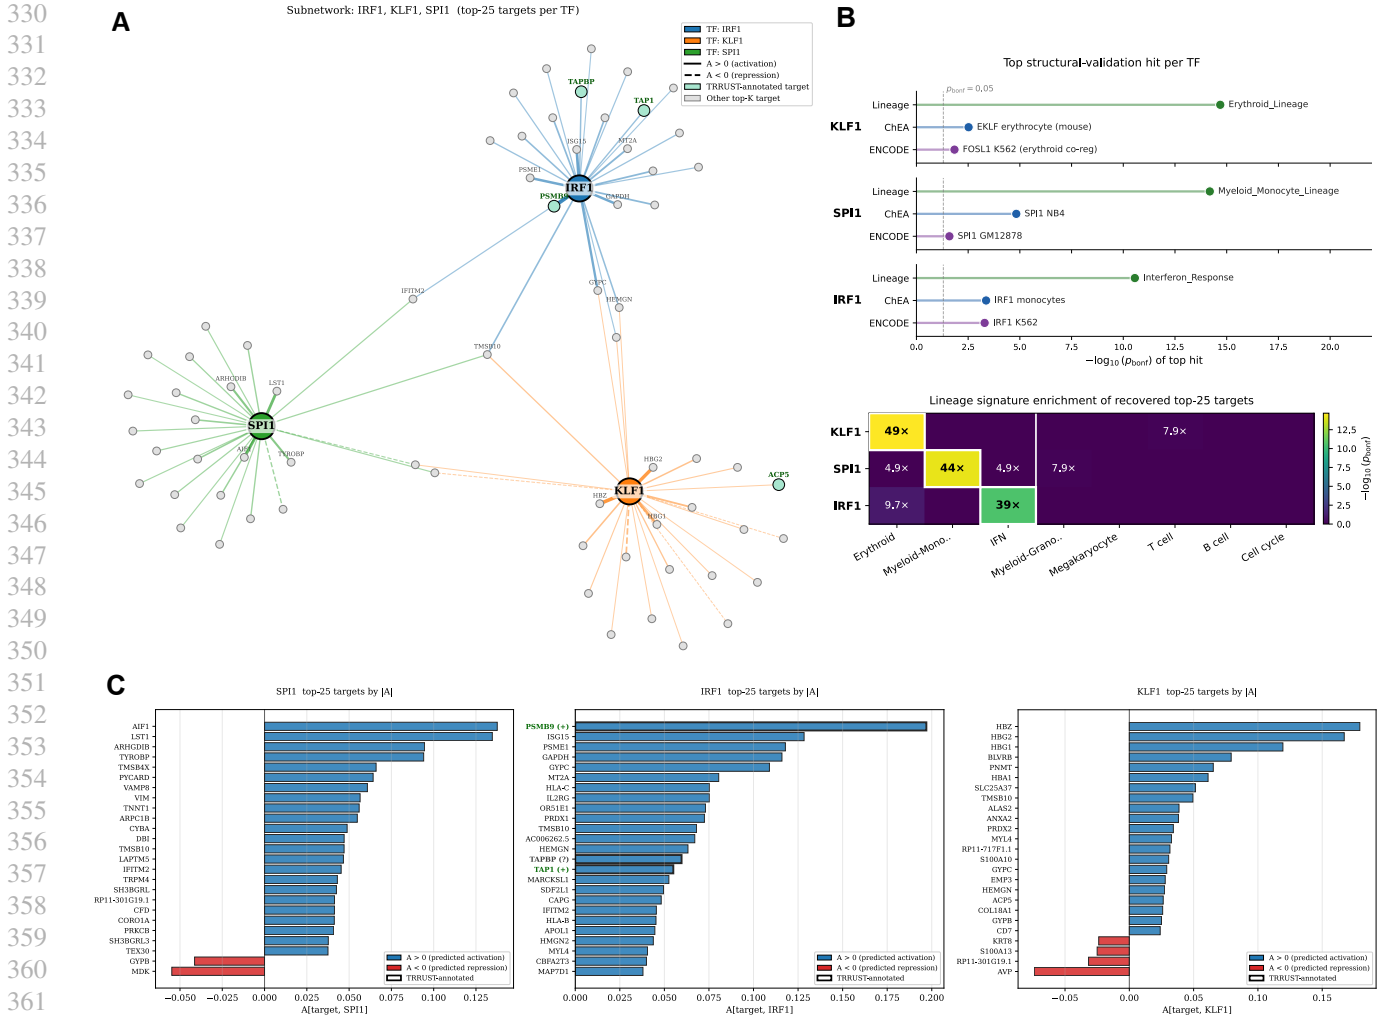 330
331
332
333
334
335
336
337
338
339
340
341
342
343
344
345
346
347
348
349
350
351
352
353
354
355
356
357
358
359
360
361
A
Subnetwork: IRF1, KLF1, SPI1 (top-25 targets per TF)
TF: IRF1
TF: KLF1
TF: SPI1
A > 0 (activation)
A < 0 (repression)
TRRUST-annotated target
Other top-K target
TAPBP
TAP1
ISG15
MT2A
PSME1
IRF1
PSMB9
GAPDH
GYPC
IFITM2
HEMGN
TMSB10
ARHGDIB
LST1
SPI1
AIF1
TYROBP
HBG2
ACP5
KLF1
HBZ
HBG1
B
Top structural-validation hit per TF
p_bonf = 0.05
KLF1
Lineage
Erythroid_Lineage
ChEA
EKLF erythrocyte (mouse)
ENCODE
FOSL1 K562 (erythroid co-reg)
SPI1
Lineage
Myeloid_Monocyte_Lineage
ChEA
SPI1 NB4
ENCODE
SPI1 GM12878
IRF1
Lineage
Interferon_Response
ChEA
IRF1 monocytes
ENCODE
IRF1 K562
0.0 2.5 5.0 7.5 10.0 12.5 15.0 17.5 20.0
−log10 (p_bonf) of top hit
Lineage signature enrichment of recovered top-25 targets
KLF1 49× 7.9×
SPI1 4.9× 44× 4.9× 7.9×
IRF1 9.7× 39×
Erythroid
Myeloid-Mono..
IFN
Myeloid-Grano..
Megakaryocyte
T cell
B cell
Cell cycle
12.5
10.0
7.5
5.0
2.5
0.0
−log10 (p_bonf)
C
SPI1 top-25 targets by |A|
AIF1
LST1
ARHGDIB
TYROBP
TMSB4X
PYCARD
VAMP8
VIM
TNNT1
ARPC1B
CYBA
DBI
TMSB10
LAPTM5
IFITM2
TRPM4
SH3BGRL
RP11-301G19.1
CFD
CORO1A
PRKCB
SH3BGRL3
TEX30
GYPB
MDK
A > 0 (predicted activation)
A < 0 (predicted repression)
TRRUST-annotated
−0.050 −0.025 0.000 0.025 0.050 0.075 0.100 0.125
A[target, SPI1]
IRF1 top-25 targets by |A|
PSMB9 (+)
ISG15
PSME1
GAPDH
GYPC
MT2A
HLA-C
IL2RG
OR51E1
PRDX1
TMSB10
AC006262.5
HEMGN
TAPBP (?)
TAP1 (+)
MARCKSL1
SDF2L1
CAPG
IFITM2
HLA-B
APOL1
HMGN2
MYL4
CBFA2T3
MAP7D1
A > 0 (predicted activation)
A < 0 (predicted repression)
TRRUST-annotated
0.000 0.025 0.050 0.075 0.100 0.125 0.150 0.175 0.200
A[target, IRF1]
KLF1 top-25 targets by |A|
HBZ
HBG2
HBG1
BLVRB
PNMT
HBA1
SLC25A37
TMSB10
ALAS2
ANXA2
PRDX2
MYL4
RP11-717F1.1
S100A10
GYPC
EMP3
HEMGN
ACP5
COL18A1
GYPB
CD7
KRT8
S100A13
RP11-301G19.1
AVP
A > 0 (predicted activation)
A < 0 (predicted repression)
TRRUST-annotated
−0.05 0.00 0.05 0.10 0.15
A[target, KLF1]